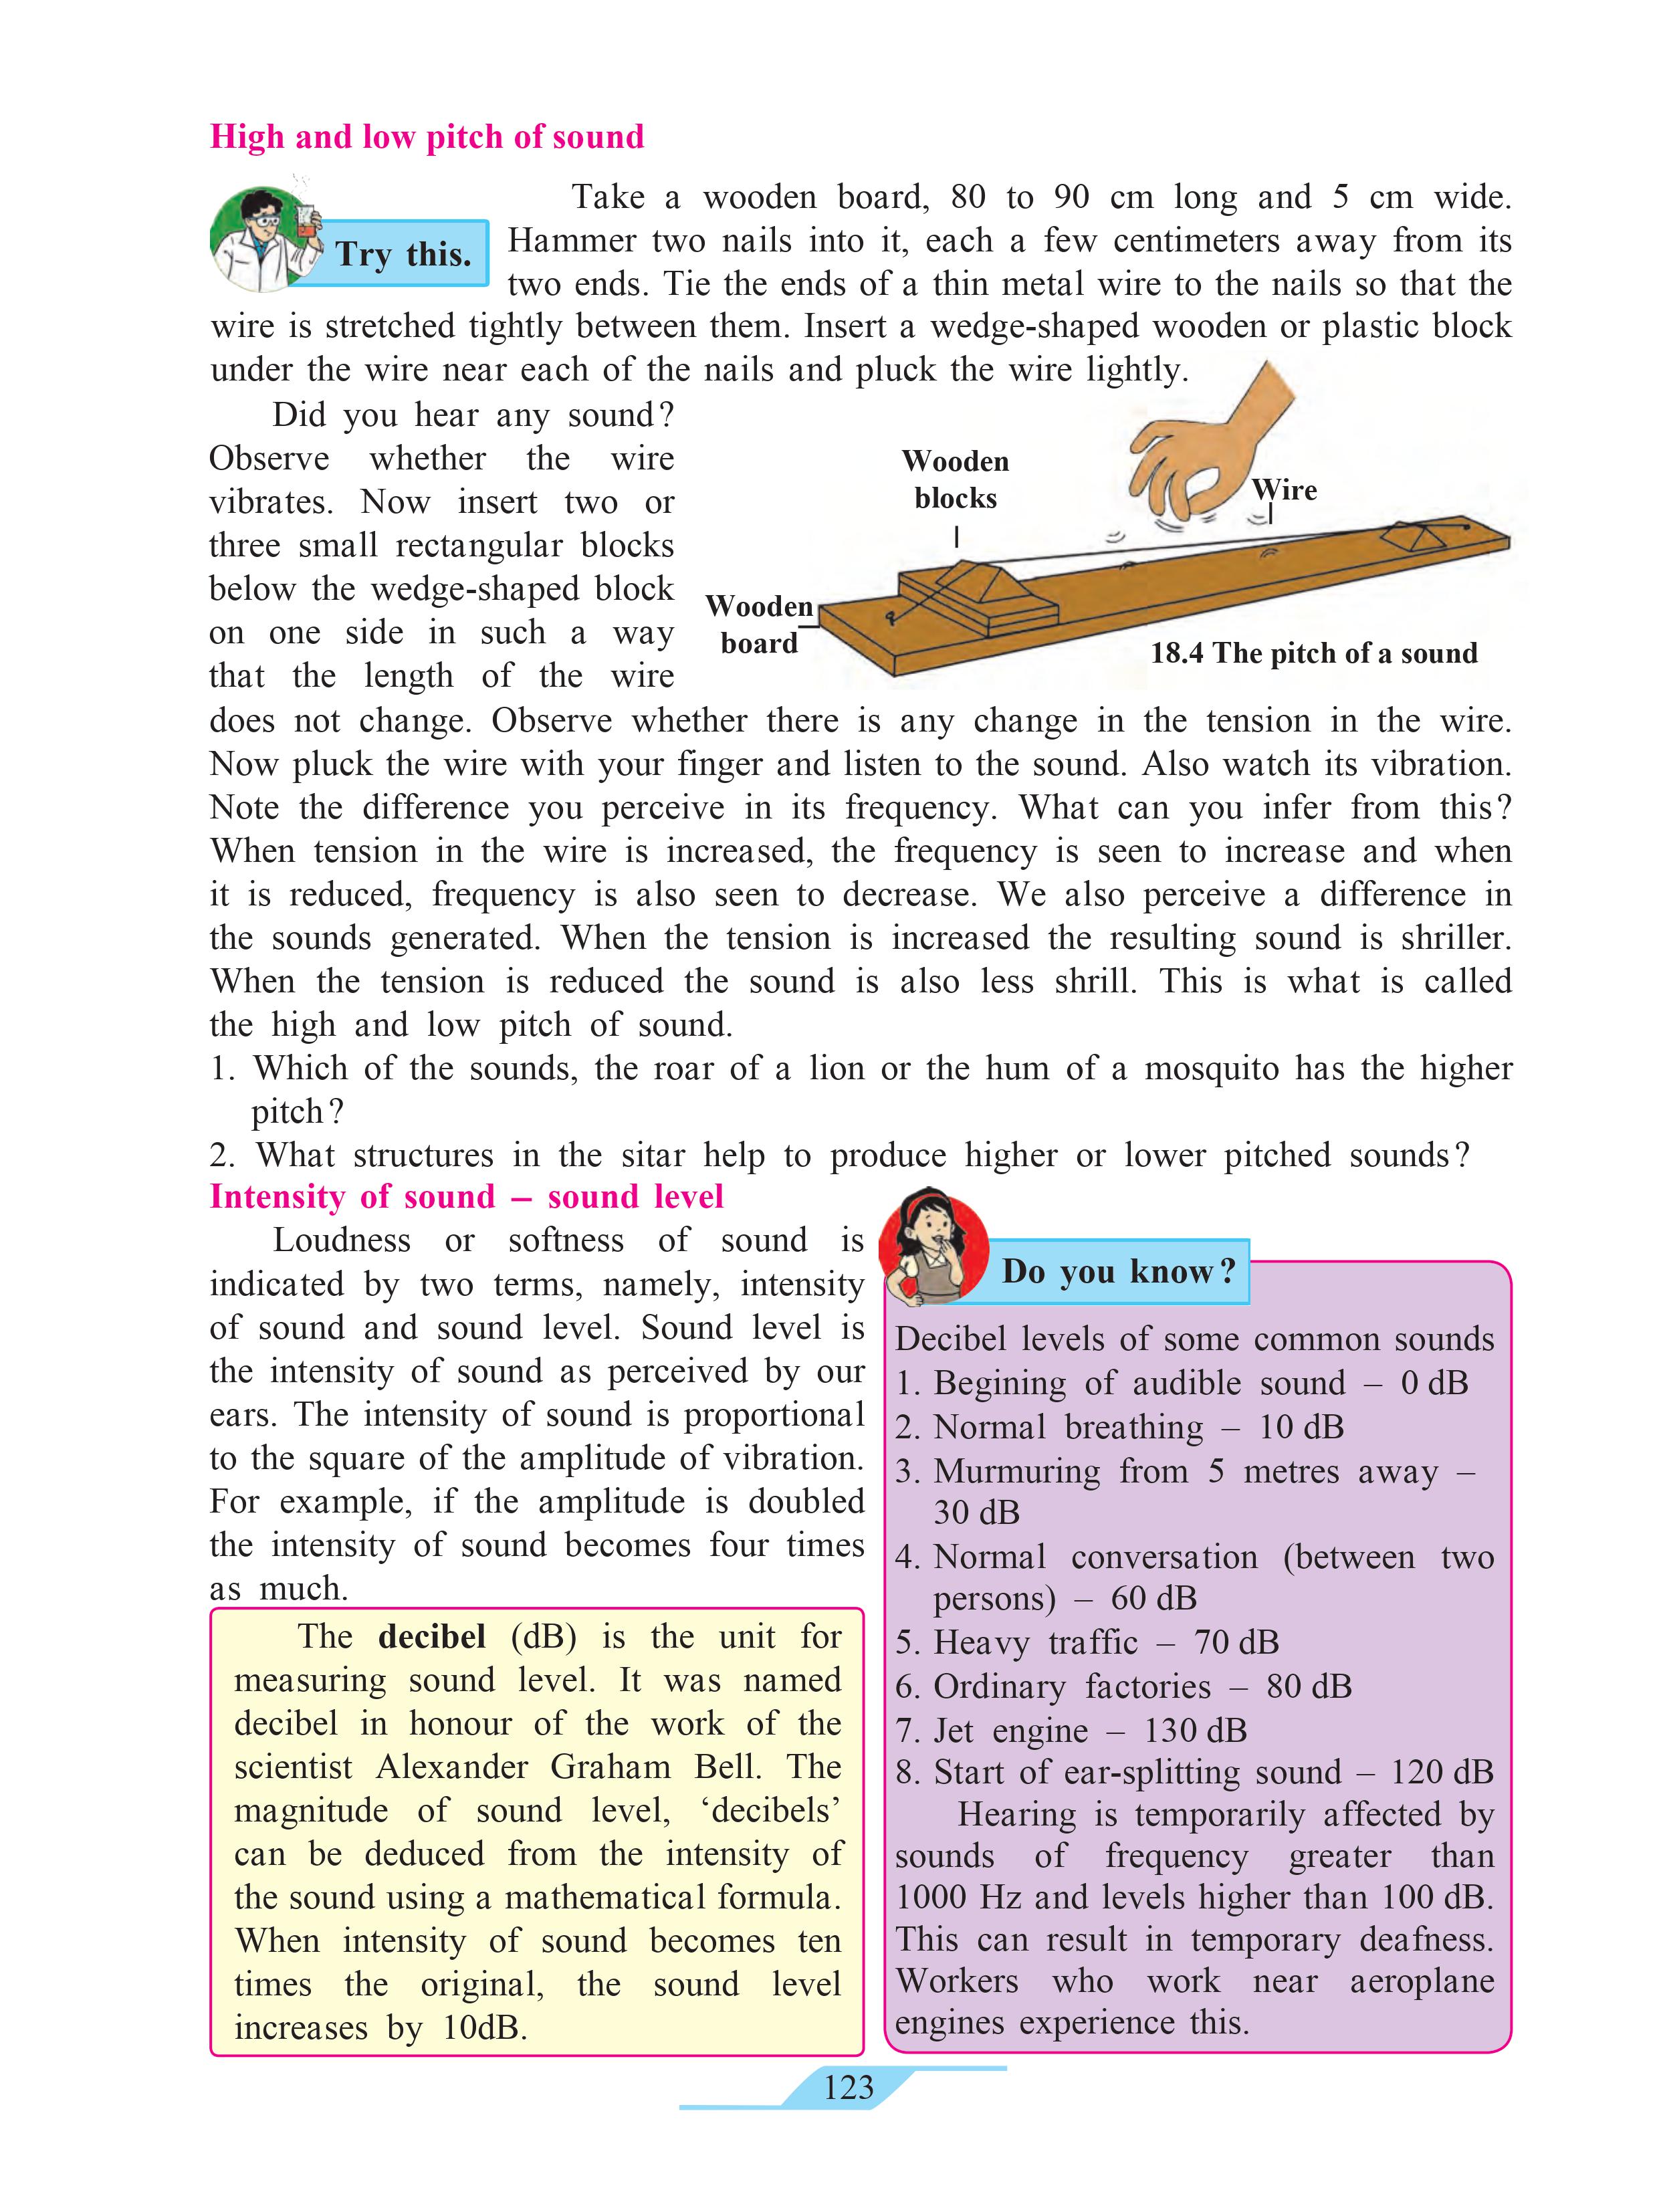 High and low pitch of sound
Try this.
Take a wooden board, 80 to 90 cm long and 5 cm wide.
Hammer two nails into it, each a few centimeters away from its
two ends. Tie the ends of a thin metal wire to the nails so that the
wire is stretched tightly between them. Insert a wedge-shaped wooden or plastic block
under the wire near each of the nails and pluck the wire lightly.
Did you hear any sound?
Observe whether the wire
vibrates. Now insert two or
three small rectangular blocks
below the wedge-shaped block
on one side in such a way
that the length of the wire
Wooden
blocks
Wire
Wooden
board
18.4 The pitch of a sound
does not change. Observe whether there is any change in the tension in the wire.
Now pluck the wire with your finger and listen to the sound. Also watch its vibration.
Note the difference you perceive in its frequency. What can you infer from this?
When tension in the wire is increased, the frequency is seen to increase and when
it is reduced, frequency is also seen to decrease. We also perceive a difference in
the sounds generated. When the tension is increased the resulting sound is shriller.
When the tension is reduced the sound is also less shrill. This is what is called
the high and low pitch of sound.
1. Which of the sounds, the roar of a lion or the hum of a mosquito has the higher
pitch?
2. What structures in the sitar help to produce higher or lower pitched sounds?
Intensity of sound – sound level
Loudness or softness of sound is
indicated by two terms, namely, intensity
of sound and sound level. Sound level is
the intensity of sound as perceived by our
ears. The intensity of sound is proportional
to the square of the amplitude of vibration.
For example, if the amplitude is doubled
the intensity of sound becomes four times
as much.
The decibel (dB) is the unit for
measuring sound level. It was named
decibel in honour of the work of the
scientist Alexander Graham Bell. The
magnitude of sound level, ‘decibels’
can be deduced from the intensity of
the sound using a mathematical formula.
When intensity of sound becomes ten
times the original, the sound level
increases by 10dB.
Do you know?
Decibel levels of some common sounds
1. Begining of audible sound – 0 dB
2. Normal breathing – 10 dB
3. Murmuring from 5 metres away –
30 dB
4. Normal conversation (between two
persons) – 60 dB
5. Heavy traffic – 70 dB
6. Ordinary factories – 80 dB
7. Jet engine – 130 dB
8. Start of ear-splitting sound – 120 dB
Hearing is temporarily affected by
sounds of frequency greater than
1000 Hz and levels higher than 100 dB.
This can result in temporary deafness.
Workers who work near aeroplane
engines experience this.
123